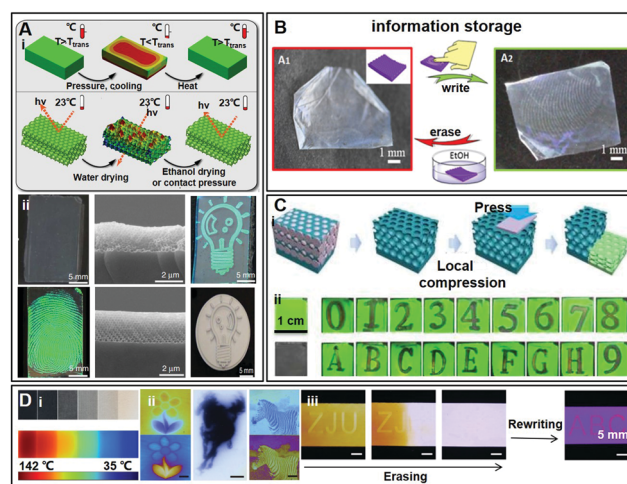 A
i
℃
℃
℃
T>Ttrans
T<Ttrans
T>Ttrans
Pressure, cooling
Heat
hv
23℃
23℃
hv
hv
23℃
Water drying
Ethanol drying
or contact pressure
ii
5 mm
2 µm
5 mm
5 mm
2 µm
5 mm
B
information storage
A1
1 mm
write
erase
EtOH
A2
1 mm
C
i
Press
Local
compression
ii
1 cm
0 1 2 3 4 5 6 7 8
A B C D E F G H 9
D
i
142 ℃
35 ℃
ii
iii
ZJU
ZJ
Erasing
Rewriting
5 mm